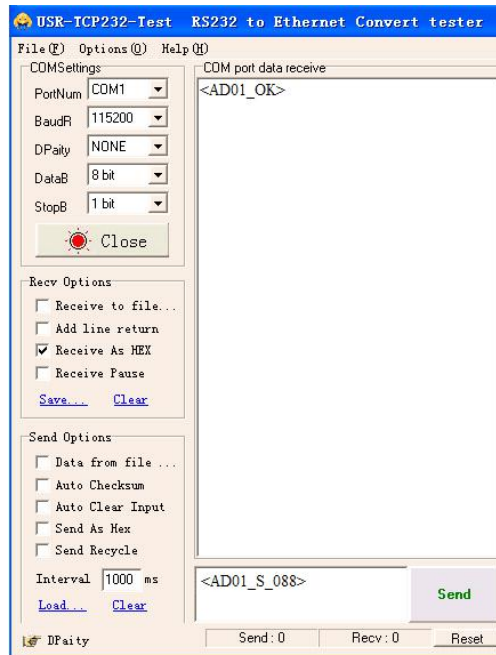 USR-TCP232-Test RS232 to Ethernet Convert tester
File(F) Options(O) Help(H)
COMSettings
PortNum COM1
BaudR 115200
DPaity NONE
DataB 8 bit
StopB 1 bit
Close
Recv Options
Receive to file...
Add line return
Receive As HEX
Receive Pause
Save... Clear
Send Options
Data from file ...
Auto Checksum
Auto Clear Input
Send As Hex
Send Recycle
Interval 1000 ms
Load... Clear
COM port data receive
<AD01_OK>
<AD01_S_088>
Send
DPaity
Send : 0 Recv : 0 Reset